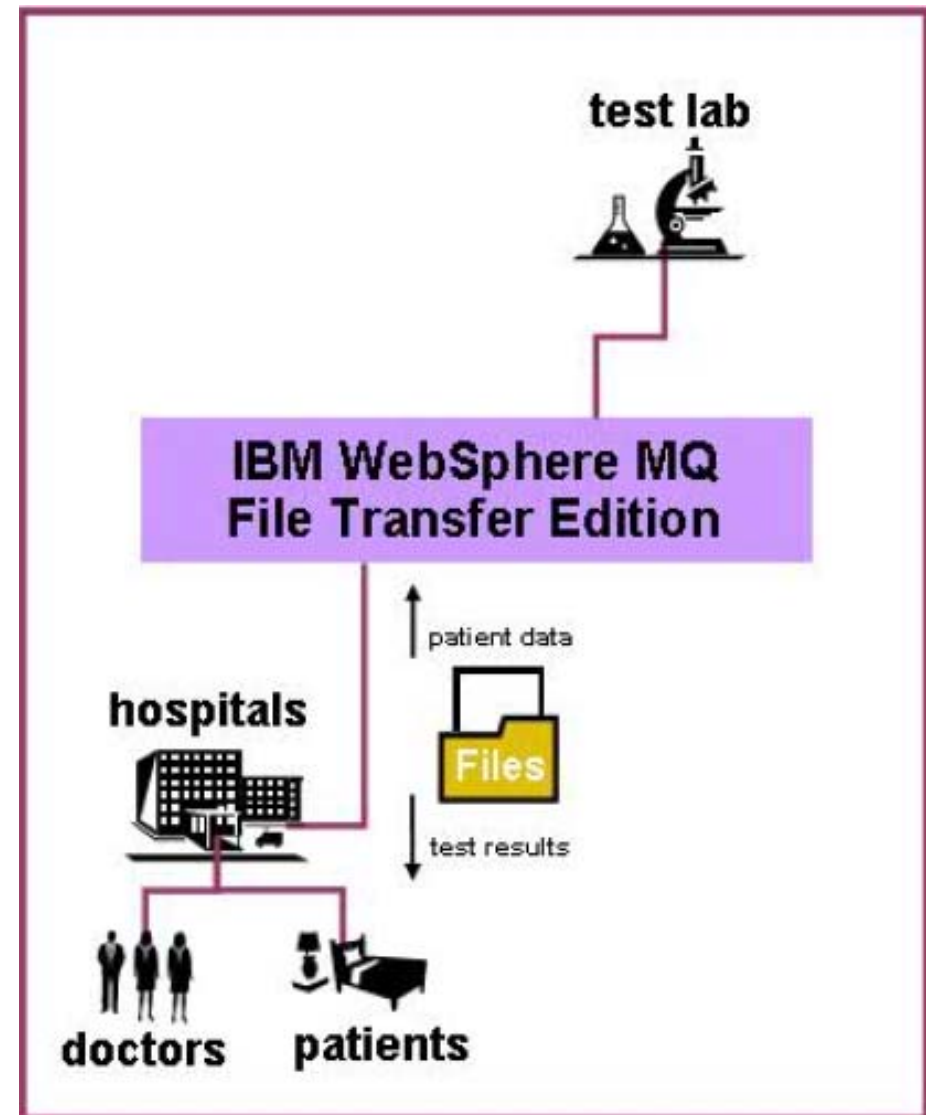 test lab
IBM WebSphere MQ
File Transfer Edition
patient data
hospitals
Files
test results
doctors
patients